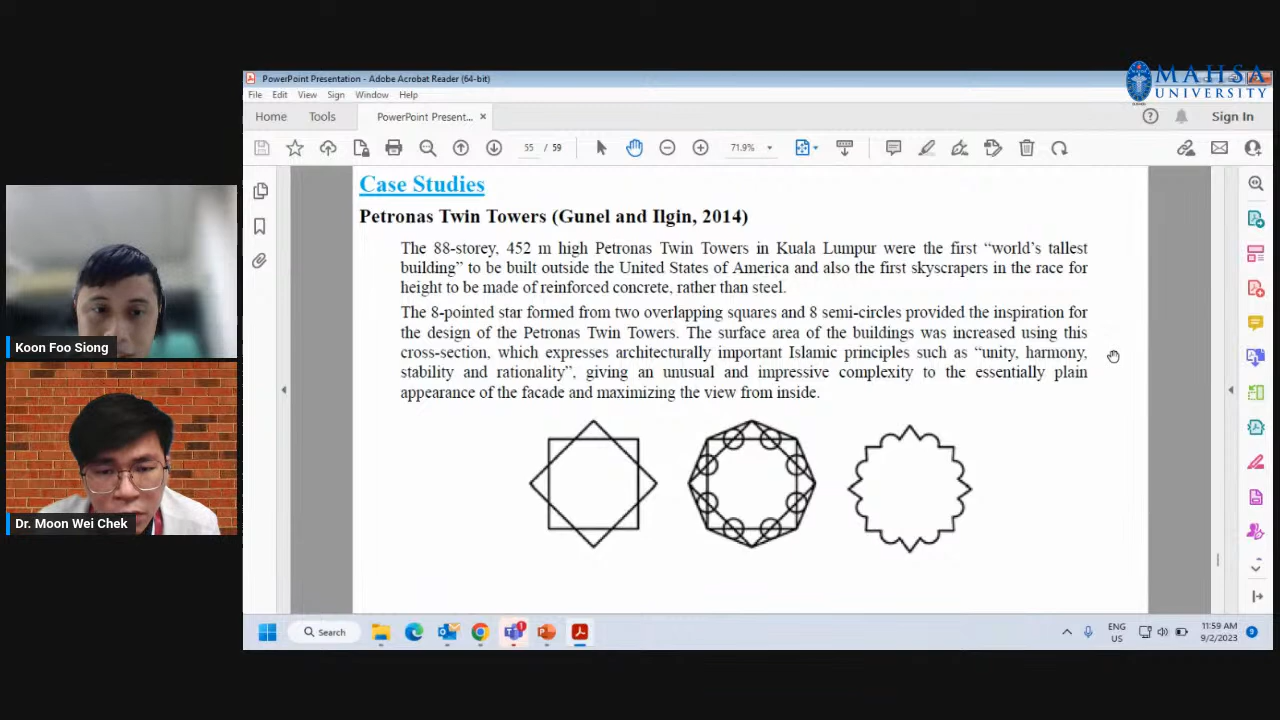 MAHSA
UNIVERSITY
PowerPoint Presentation - Adobe Acrobat Reader (64-bit)
File Edit View Sign Window Help
Home Tools PowerPoint Present... × Sign In
55 / 59 71.9%
Case Studies
Petronas Twin Towers (Gunel and Ilgin, 2014)
The 88-storey, 452 m high Petronas Twin Towers in Kuala Lumpur were the first “world’s tallest
building” to be built outside the United States of America and also the first skyscrapers in the race for
height to be made of reinforced concrete, rather than steel.
The 8-pointed star formed from two overlapping squares and 8 semi-circles provided the inspiration for
the design of the Petronas Twin Towers. The surface area of the buildings was increased using this
cross-section, which expresses architecturally important Islamic principles such as “unity, harmony,
stability and rationality”, giving an unusual and impressive complexity to the essentially plain
appearance of the facade and maximizing the view from inside.
Koon Foo Siong
Dr. Moon Wei Chek
Search
1
ENG
US
11:59 AM
9/2/2023
9